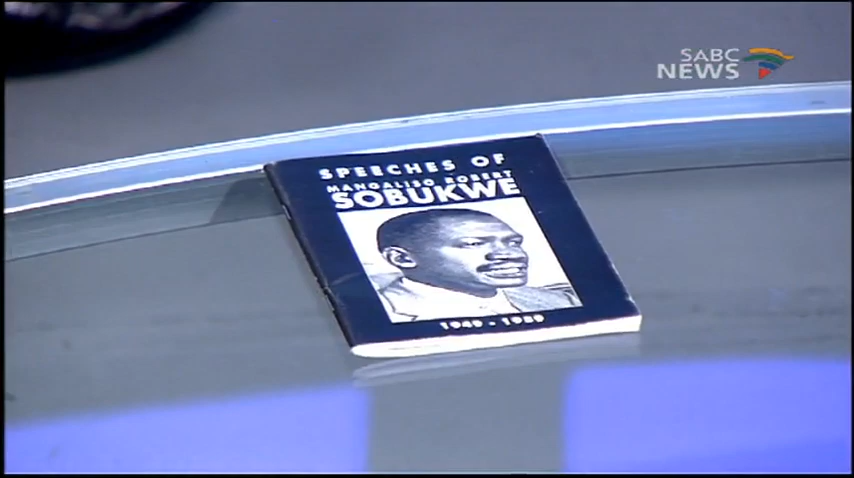 SABC
NEWS
SPEECHES OF
MANGALISO ROBERT
SOBUKWE
1949 - 1959